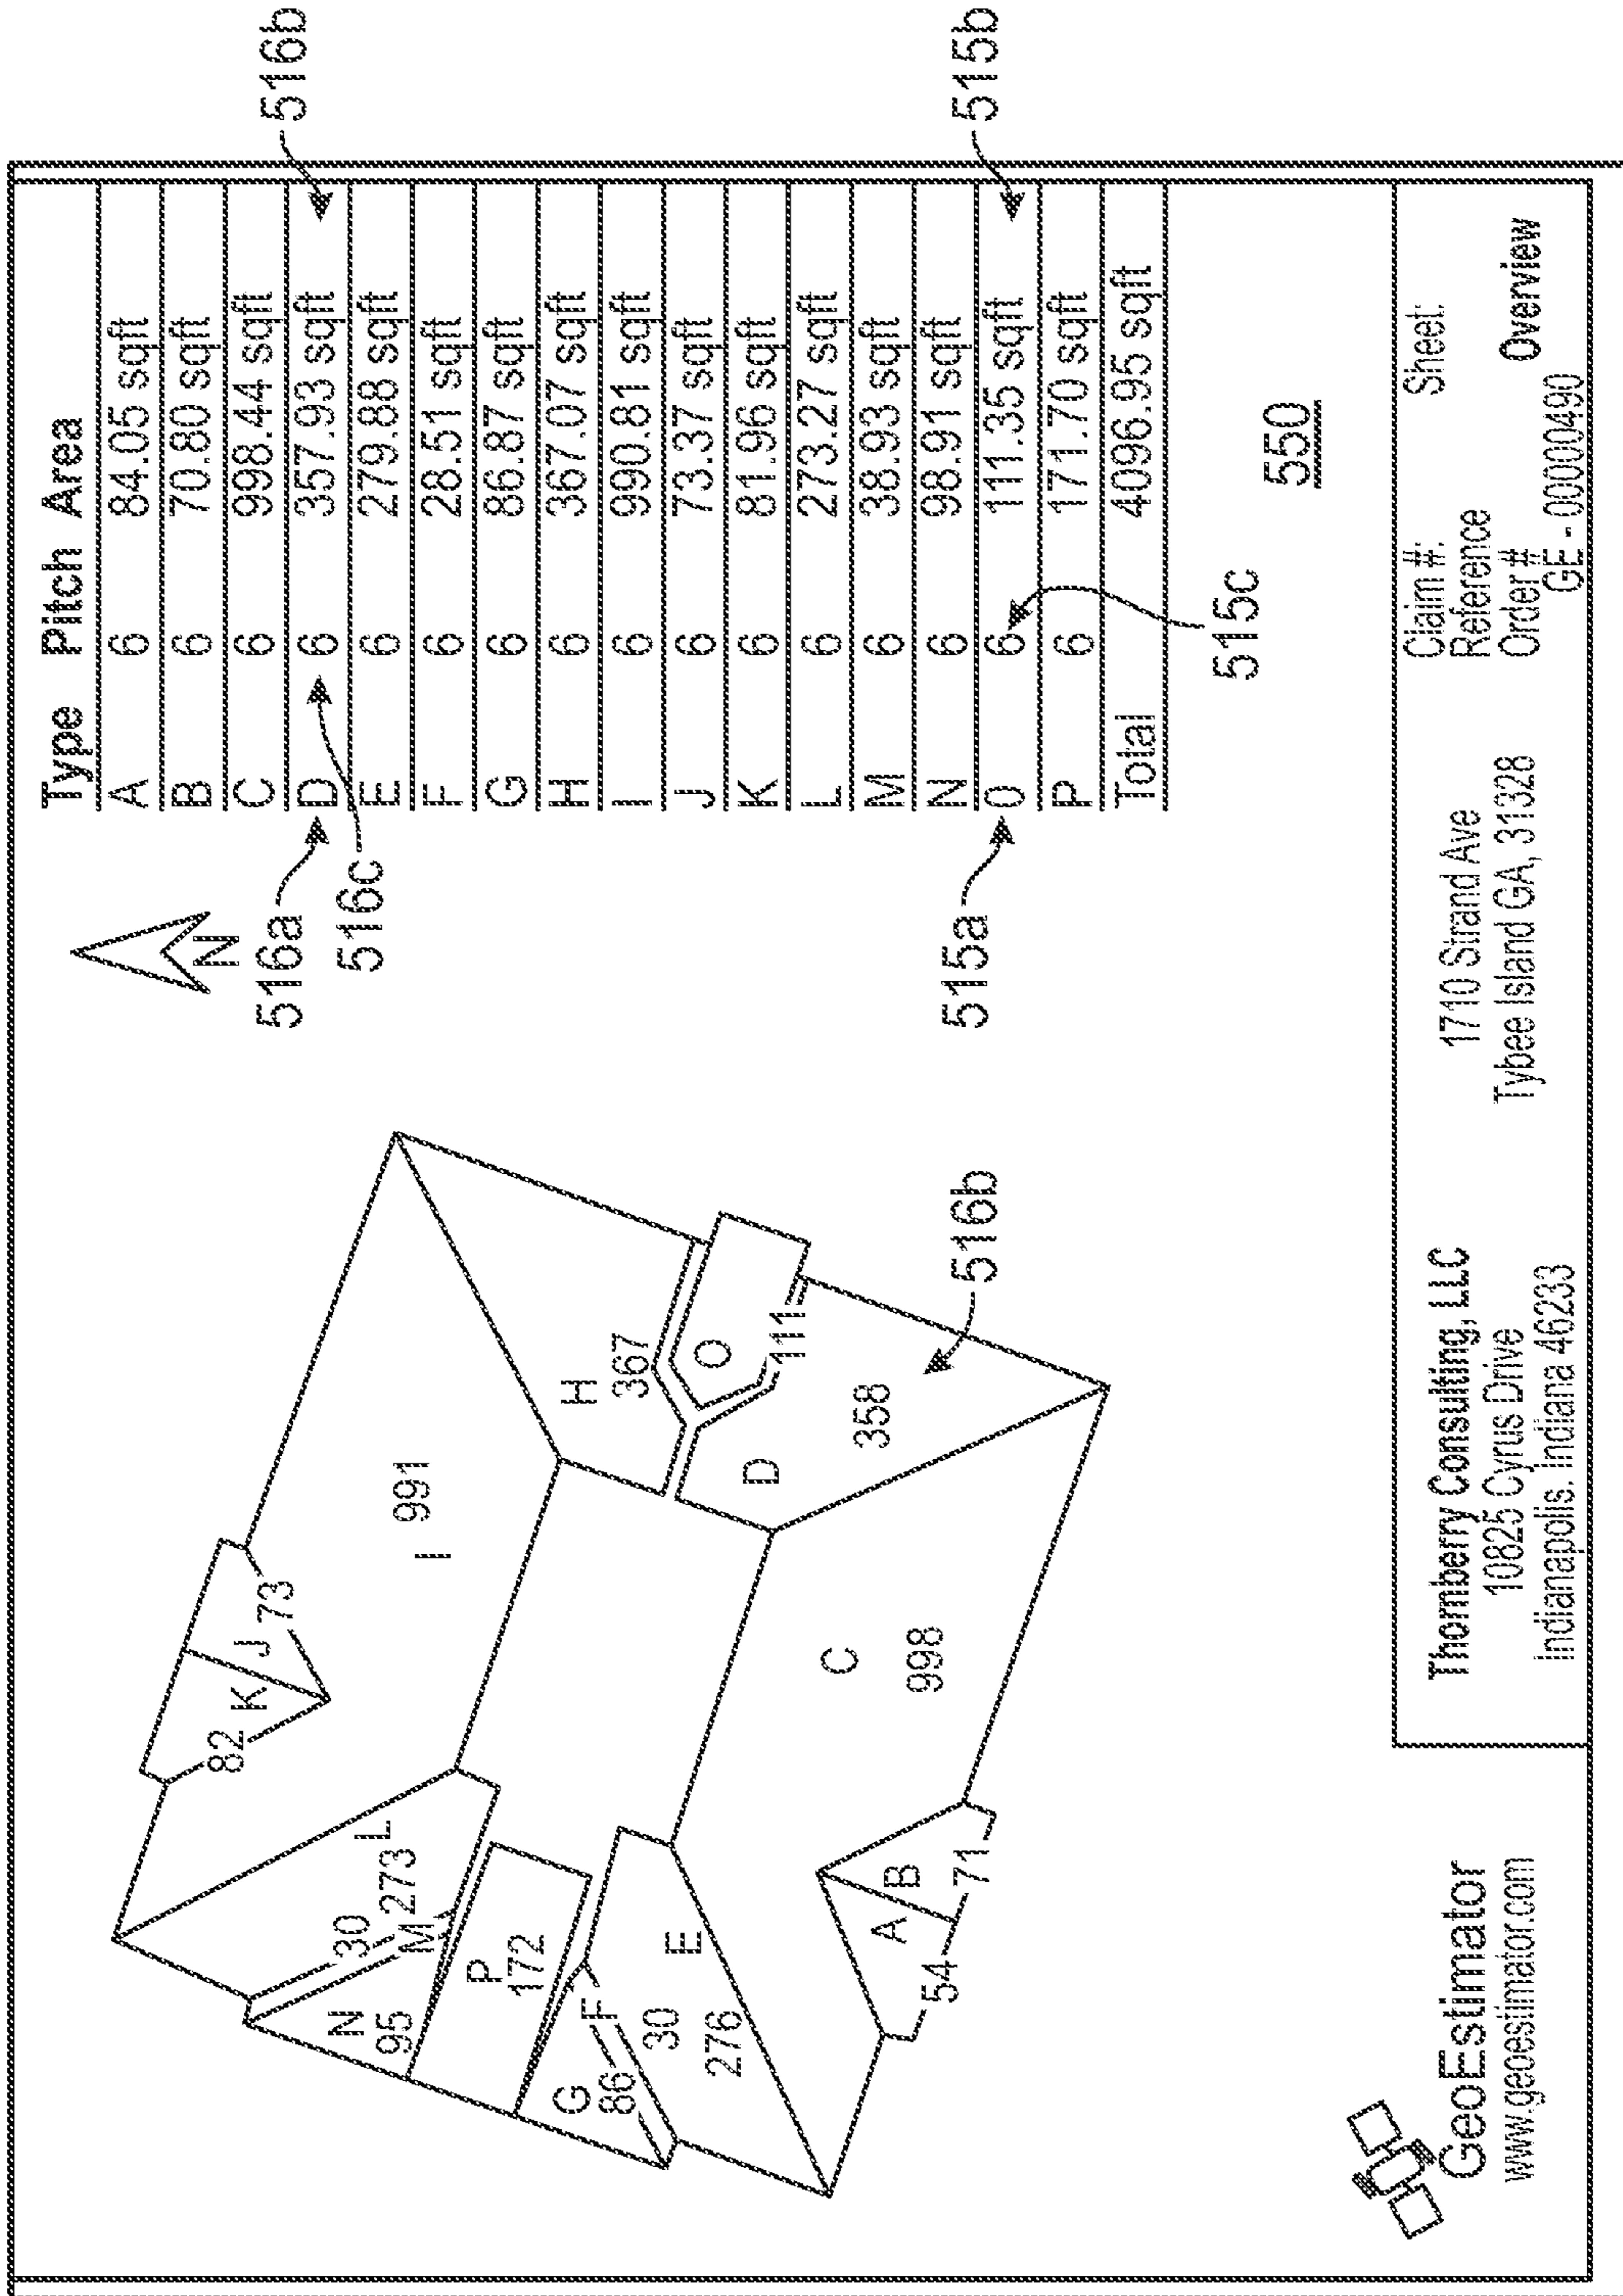 Type Pitch Area
A 6 84.05 sqft
B 6 70.80 sqft
C 6 998.44 sqft
D 6 357.93 sqft
E 6 279.88 sqft
F 6 28.51 sqft
G 6 86.87 sqft
H 6 367.07 sqft
I 6 990.81 sqft
J 6 73.37 sqft
K 6 81.96 sqft
L 6 273.27 sqft
M 6 38.93 sqft
N 6 98.91 sqft
O 6 111.35 sqft
P 6 171.70 sqft
Total 4096.95 sqft
N
516a
516c
516b
515a
515b
515c
550
82
K
J
73
I 991
L
273
30
M
N
95
P
172
H
367
O
111
D
358
516b
F
G
86
E
30
276
C
998
A
B
54
71
GeoEstimator
www.geoestimator.com
Thornberry Consulting, LLC
10825 Cyrus Drive
Indianapolis. Indiana 46233
1710 Strand Ave
Tybee Island GA, 31328
Claim #:
Reference
Order #
GE - 00000490
Sheet:
Overview